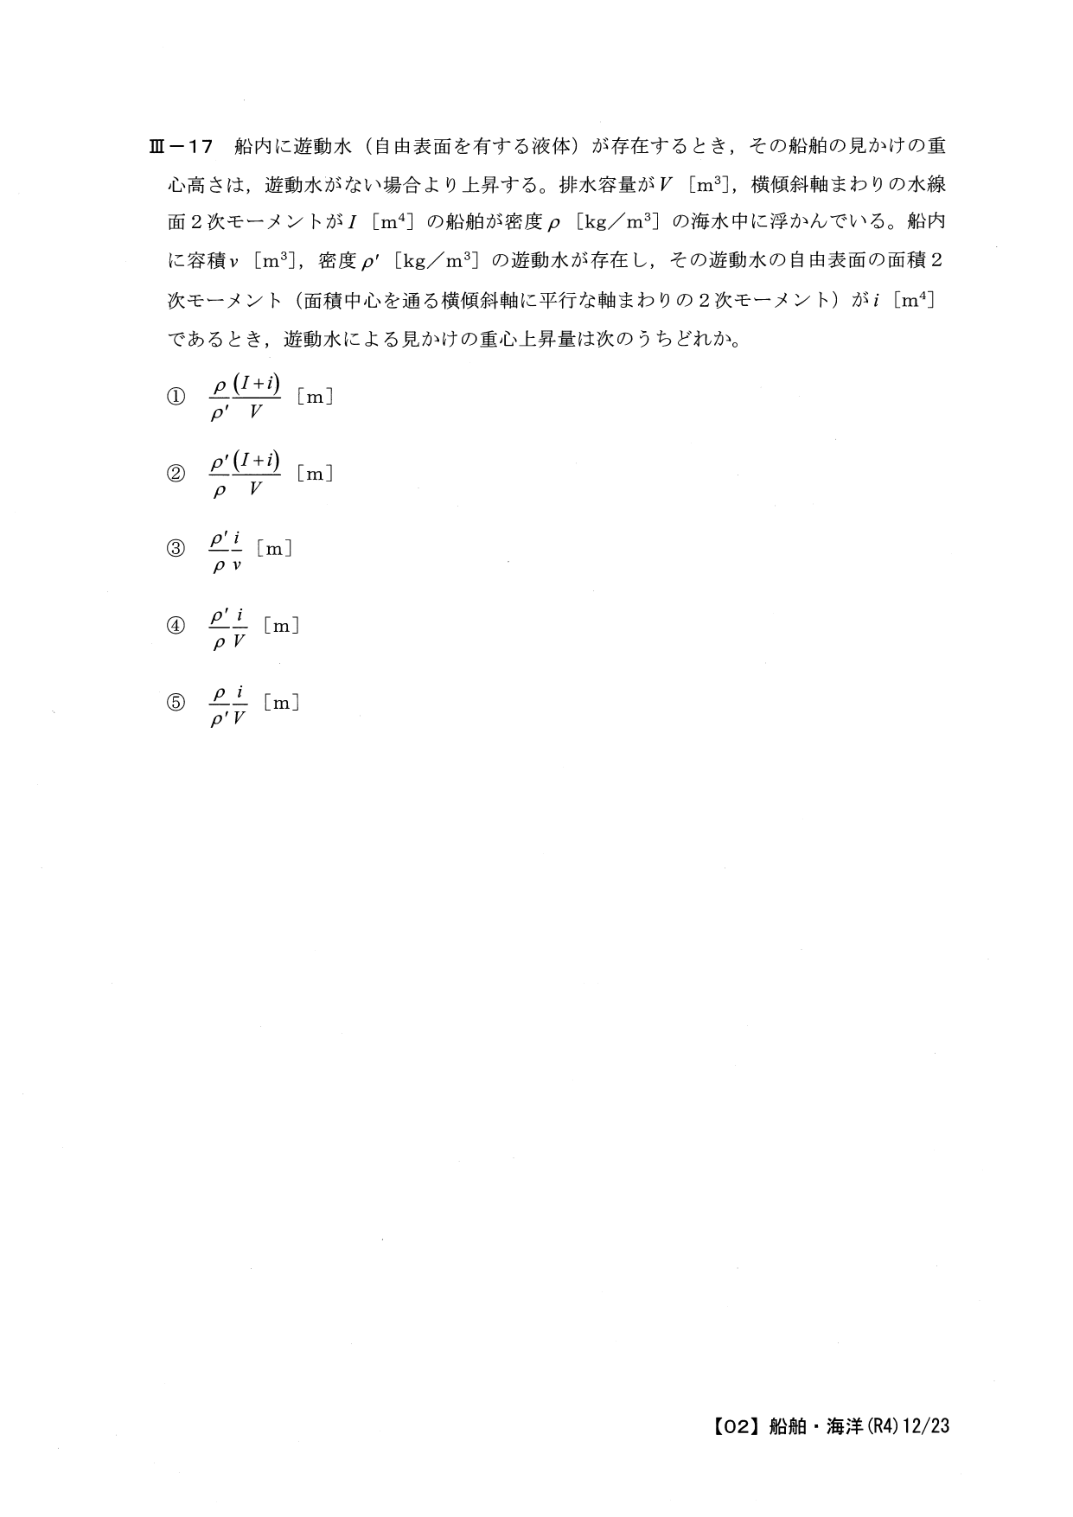 Ⅲ－17 船内に遊動水（自由表面を有する液体）が存在するとき，その船舶の見かけの重
心高さは，遊動水がない場合より上昇する。排水容量がV ［m³］，横傾斜軸まわりの水線
面２次モーメントがI ［m⁴］の船舶が密度ρ ［kg／m³］の海水中に浮かんでいる。船内
に容積v ［m³］，密度ρ′ ［kg／m³］の遊動水が存在し，その遊動水の自由表面の面積２
次モーメント（面積中心を通る横傾斜軸に平行な軸まわりの２次モーメント）がi ［m⁴］
であるとき，遊動水による見かけの重心上昇量は次のうちどれか。
① ρ/ρ′ (I+i)/V ［m］
② ρ′/ρ (I+i)/V ［m］
③ ρ′/ρ i/v ［m］
④ ρ′/ρ i/V ［m］
⑤ ρ/ρ′ i/V ［m］
【02】船舶・海洋(R4)12/23